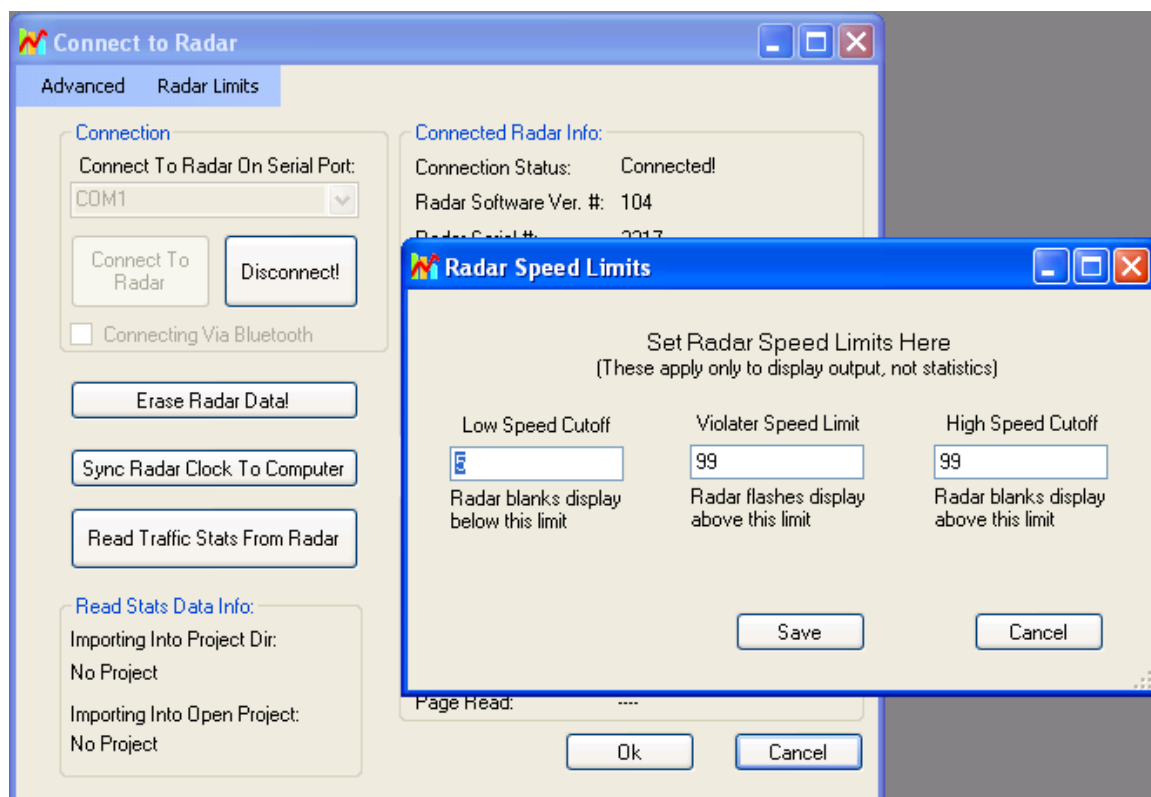 Connect to Radar
Advanced Radar Limits
Connection
Connect To Radar On Serial Port:
COM1
Connect To
Radar
Disconnect!
Connecting Via Bluetooth
Erase Radar Data!
Sync Radar Clock To Computer
Read Traffic Stats From Radar
Read Stats Data Info:
Importing Into Project Dir:
No Project
Importing Into Open Project:
No Project
Connected Radar Info:
Connection Status: Connected!
Radar Software Ver. #: 104
Radar Serial #:
Radar Speed Limits
Set Radar Speed Limits Here
(These apply only to display output, not statistics)
Low Speed Cutoff
5
Radar blanks display
below this limit
Violater Speed Limit
99
Radar flashes display
above this limit
High Speed Cutoff
99
Radar blanks display
above this limit
Save
Cancel
Page Read: ----
Ok
Cancel